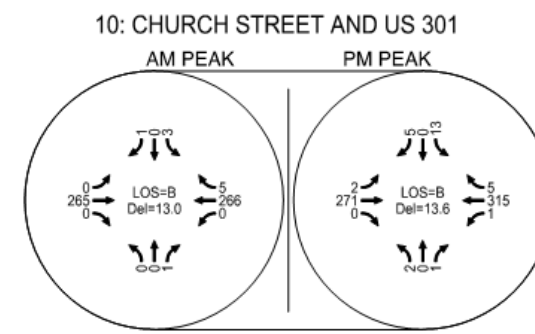 10: CHURCH STREET AND US 301
AM PEAK
PM PEAK
1 0 3
0
265
0
LOS=B
Del=13.0
5
266
0
0 0 1
5 0 13
2
271
0
LOS=B
Del=13.6
5
315
1
2 0 1